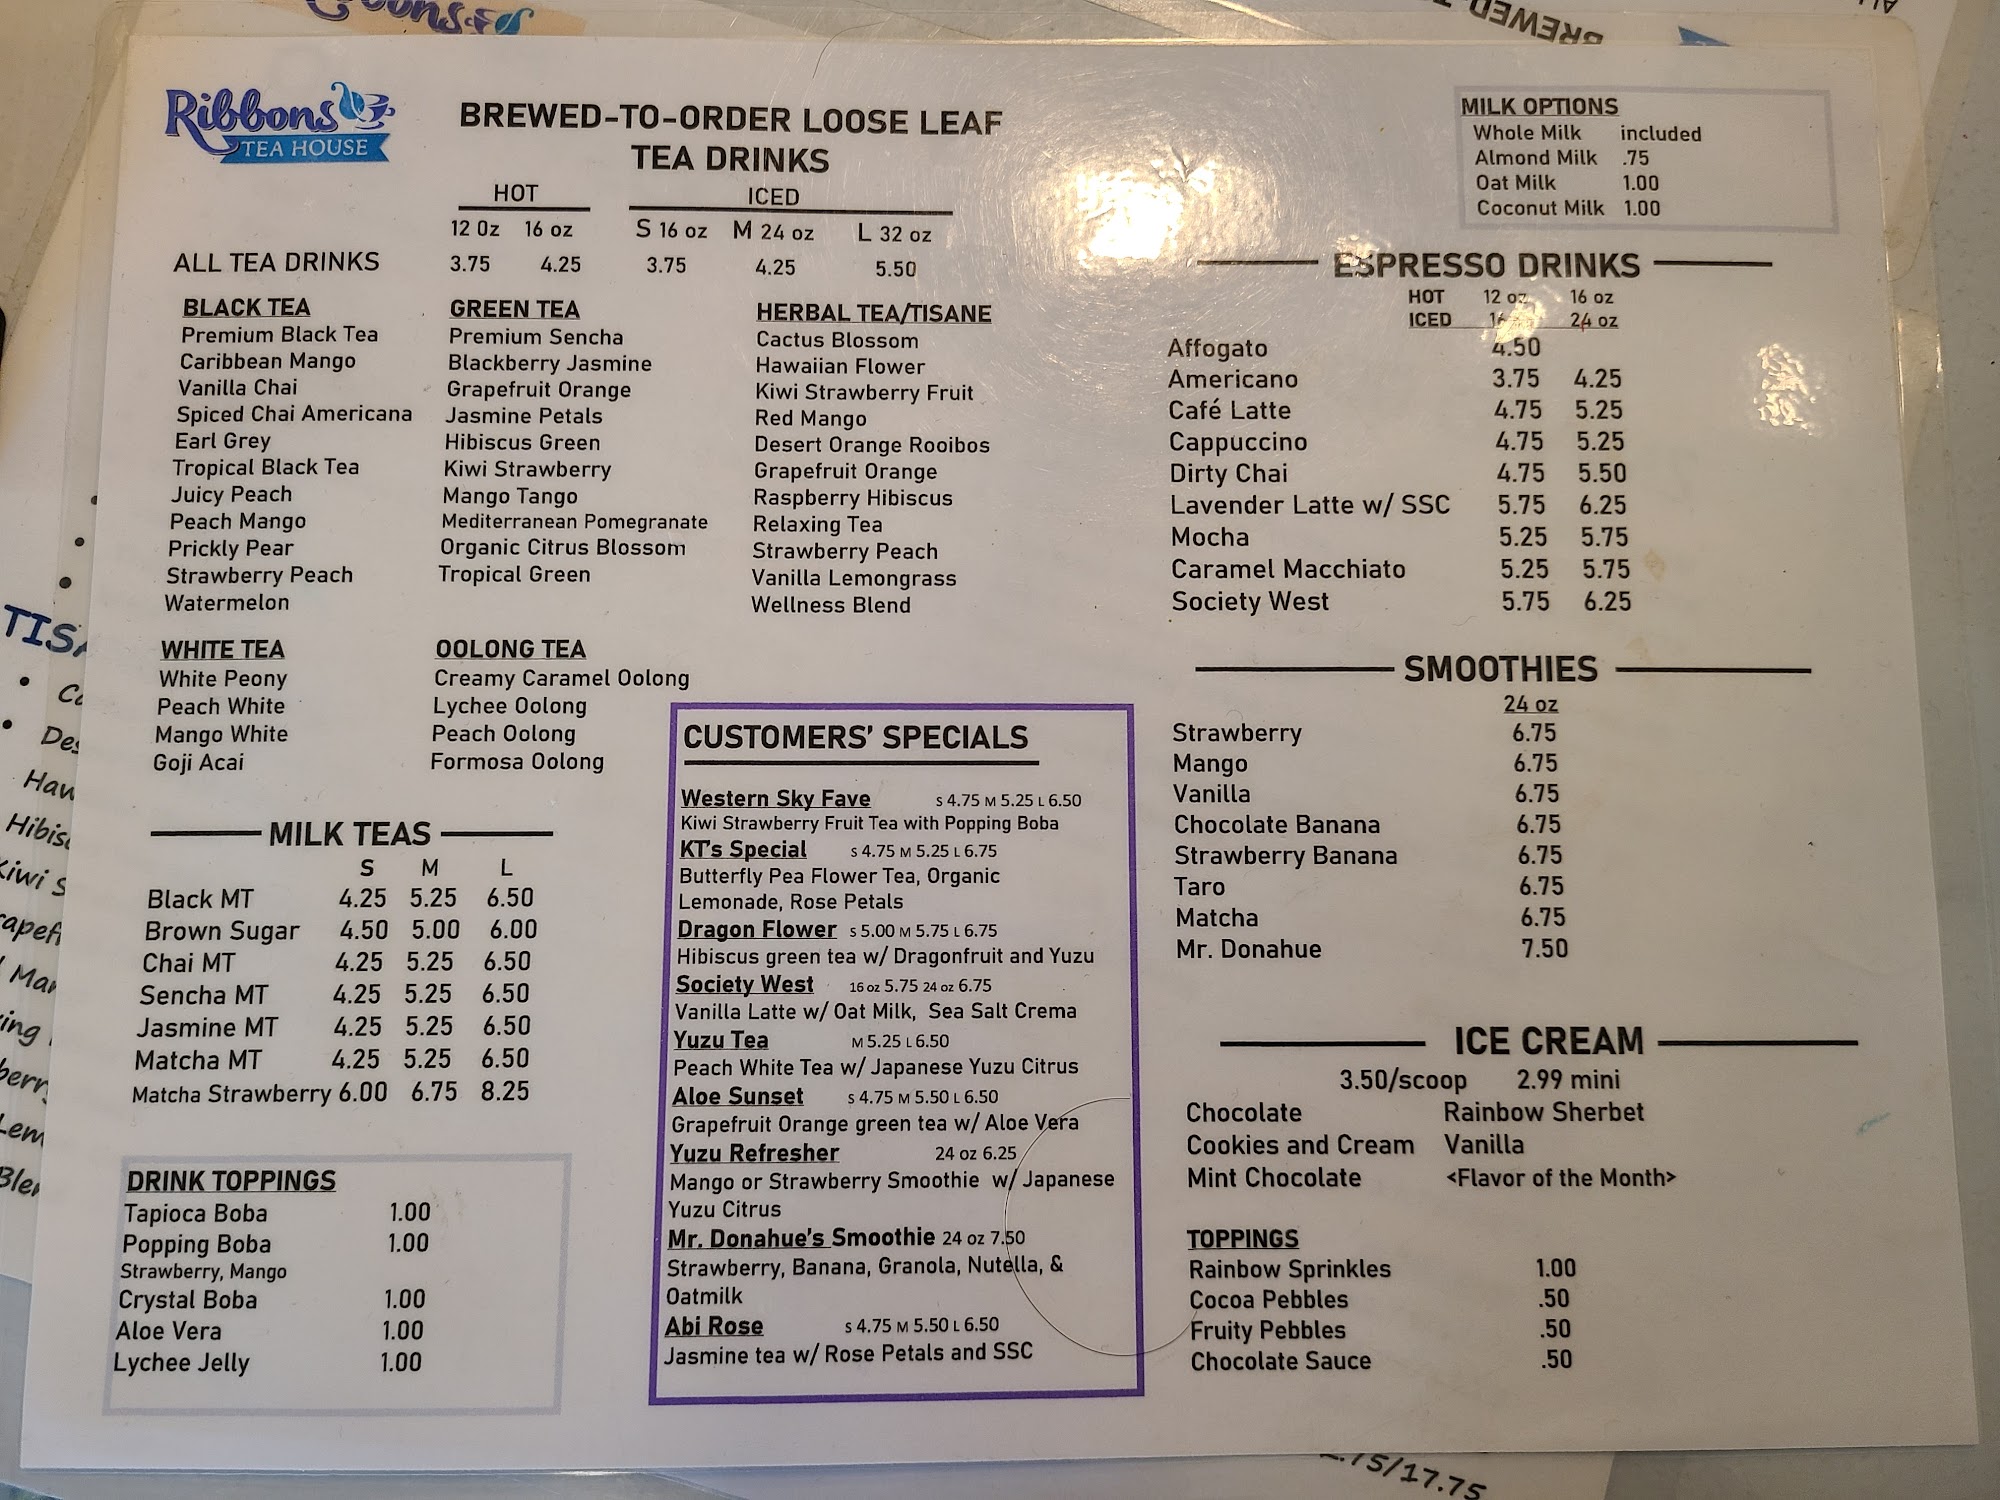 Ribbons
TEA HOUSE
BREWED-TO-ORDER LOOSE LEAF
TEA DRINKS
HOT ICED
12 Oz 16 oz S 16 oz M 24 oz L 32 oz
ALL TEA DRINKS 3.75 4.25 3.75 4.25 5.50
BLACK TEA
Premium Black Tea
Caribbean Mango
Vanilla Chai
Spiced Chai Americana
Earl Grey
Tropical Black Tea
Juicy Peach
Peach Mango
Prickly Pear
Strawberry Peach
Watermelon
GREEN TEA
Premium Sencha
Blackberry Jasmine
Grapefruit Orange
Jasmine Petals
Hibiscus Green
Kiwi Strawberry
Mango Tango
Mediterranean Pomegranate
Organic Citrus Blossom
Tropical Green
HERBAL TEA/TISANE
Cactus Blossom
Hawaiian Flower
Kiwi Strawberry Fruit
Red Mango
Desert Orange Rooibos
Grapefruit Orange
Raspberry Hibiscus
Relaxing Tea
Strawberry Peach
Vanilla Lemongrass
Wellness Blend
WHITE TEA
White Peony
Peach White
Mango White
Goji Acai
OOLONG TEA
Creamy Caramel Oolong
Lychee Oolong
Peach Oolong
Formosa Oolong
MILK TEAS
S M L
Black MT 4.25 5.25 6.50
Brown Sugar 4.50 5.00 6.00
Chai MT 4.25 5.25 6.50
Sencha MT 4.25 5.25 6.50
Jasmine MT 4.25 5.25 6.50
Matcha MT 4.25 5.25 6.50
Matcha Strawberry 6.00 6.75 8.25
DRINK TOPPINGS
Tapioca Boba 1.00
Popping Boba 1.00
Strawberry, Mango
Crystal Boba 1.00
Aloe Vera 1.00
Lychee Jelly 1.00
CUSTOMERS' SPECIALS
Western Sky Fave S 4.75 M 5.25 L 6.50
Kiwi Strawberry Fruit Tea with Popping Boba
KT's Special S 4.75 M 5.25 L 6.75
Butterfly Pea Flower Tea, Organic
Lemonade, Rose Petals
Dragon Flower S 5.00 M 5.75 L 6.75
Hibiscus green tea w/ Dragonfruit and Yuzu
Society West 16 oz 5.75 24 oz 6.75
Vanilla Latte w/ Oat Milk, Sea Salt Crema
Yuzu Tea M 5.25 L 6.50
Peach White Tea w/ Japanese Yuzu Citrus
Aloe Sunset S 4.75 M 5.50 L 6.50
Grapefruit Orange green tea w/ Aloe Vera
Yuzu Refresher 24 oz 6.25
Mango or Strawberry Smoothie w/ Japanese
Yuzu Citrus
Mr. Donahue's Smoothie 24 oz 7.50
Strawberry, Banana, Granola, Nutella, &
Oatmilk
Abi Rose S 4.75 M 5.50 L 6.50
Jasmine tea w/ Rose Petals and SSC
MILK OPTIONS
Whole Milk included
Almond Milk .75
Oat Milk 1.00
Coconut Milk 1.00
ESPRESSO DRINKS
HOT 12 oz 16 oz
ICED 24 oz
Affogato 4.50
Americano 3.75 4.25
Café Latte 4.75 5.25
Cappuccino 4.75 5.25
Dirty Chai 4.75 5.50
Lavender Latte w/ SSC 5.75 6.25
Mocha 5.25 5.75
Caramel Macchiato 5.25 5.75
Society West 5.75 6.25
SMOOTHIES
24 oz
Strawberry 6.75
Mango 6.75
Vanilla 6.75
Chocolate Banana 6.75
Strawberry Banana 6.75
Taro 6.75
Matcha 6.75
Mr. Donahue 7.50
ICE CREAM
3.50/scoop 2.99 mini
Chocolate Rainbow Sherbet
Cookies and Cream Vanilla
Mint Chocolate <Flavor of the Month>
TOPPINGS
Rainbow Sprinkles 1.00
Cocoa Pebbles .50
Fruity Pebbles .50
Chocolate Sauce .50
BREWED
/17.75